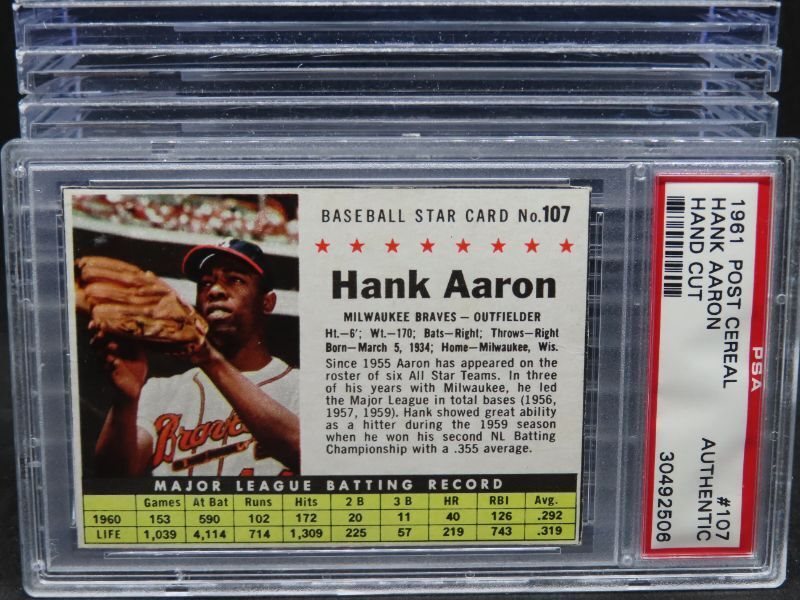 BASEBALL STAR CARD No.107
★ ★ ★ ★ ★ ★ ★ ★
Hank Aaron
MILWAUKEE BRAVES – OUTFIELDER
Ht.—6'; Wt.—170; Bats—Right; Throws—Right
Born—March 5, 1934; Home—Milwaukee, Wis.
Since 1955 Aaron has appeared on the
roster of six All Star Teams. In three
of his years with Milwaukee, he led
the Major League in total bases (1956,
1957, 1959). Hank showed great ability
as a hitter during the 1959 season
when he won his second NL Batting
Championship with a .355 average.
Braves
MAJOR LEAGUE BATTING RECORD
Games At Bat Runs Hits 2 B 3 B HR RBI Avg.
1960 153 590 102 172 20 11 40 126 .292
LIFE 1,039 4,114 714 1,309 225 57 219 743 .319
PSA
1961 POST CEREAL #107
HANK AARON AUTHENTIC
HAND CUT
30492506